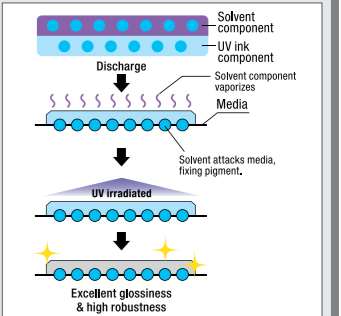 Solvent
component
UV ink
component
Discharge
Solvent component
vaporizes
Media
Solvent attacks media,
fixing pigment.
UV irradiated
Excellent glossiness
& high robustness